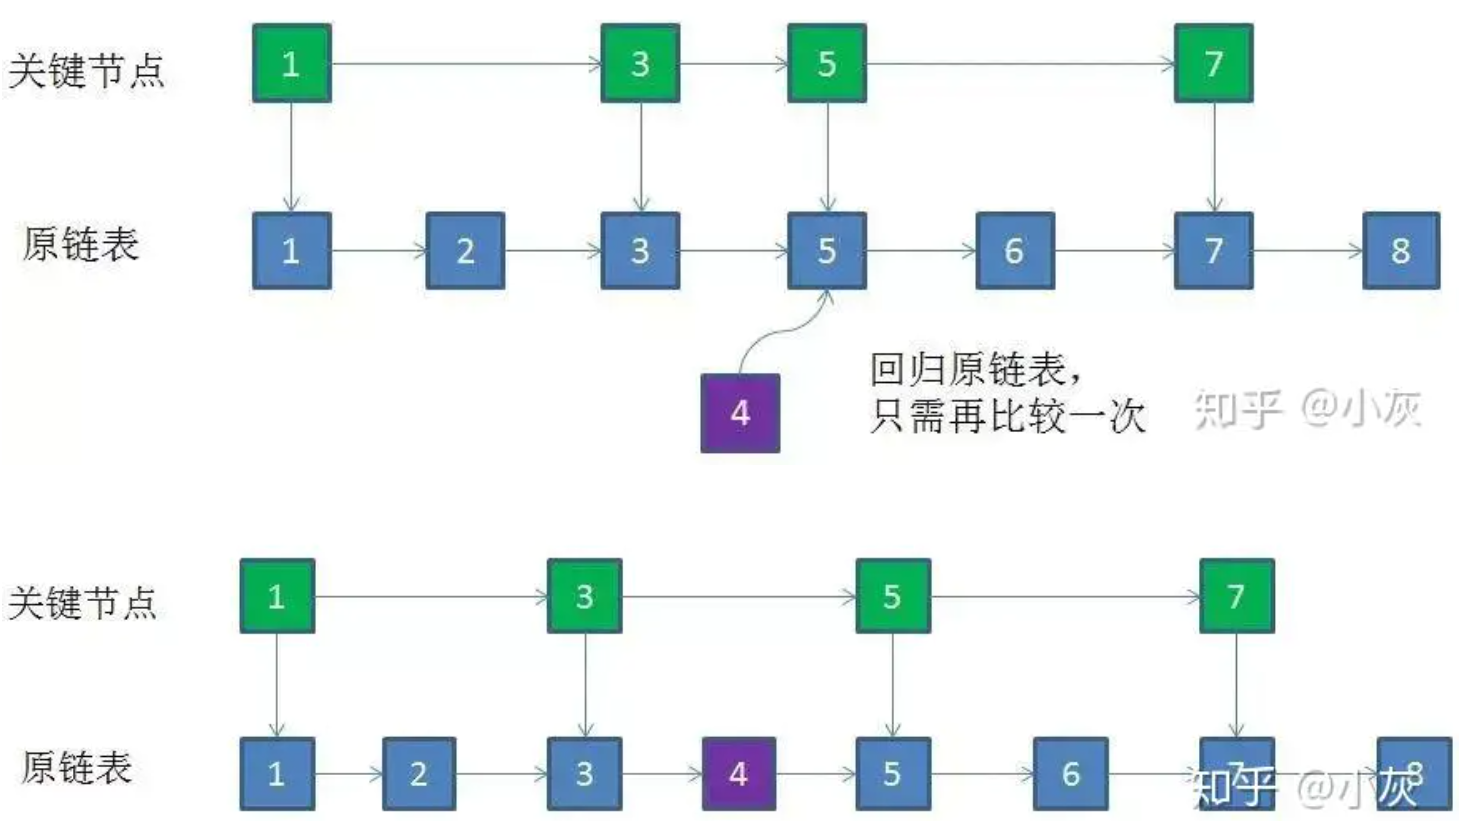 关键节点 1 3 5 7
原链表 1 2 3 5 6 7 8
4
回归原链表，
只需再比较一次
知乎 @小灰
关键节点 1 3 5 7
原链表 1 2 3 4 5 6 7 8
知乎 @小灰